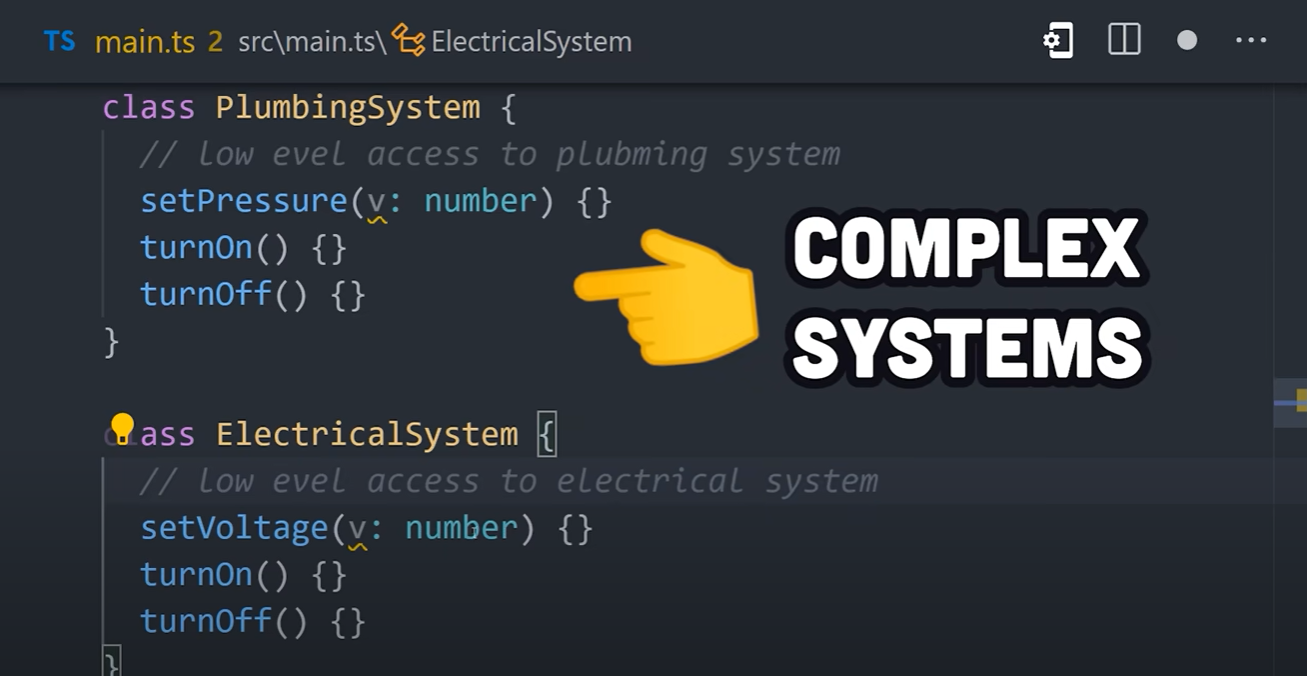 TS main.ts 2 src\main.ts\ElectricalSystem
class PlumbingSystem {
// low evel access to plubming system
setPressure(v: number) {}
turnOn() {}
turnOff() {}
}
COMPLEX
SYSTEMS
class ElectricalSystem {
// low evel access to electrical system
setVoltage(v: number) {}
turnOn() {}
turnOff() {}
}